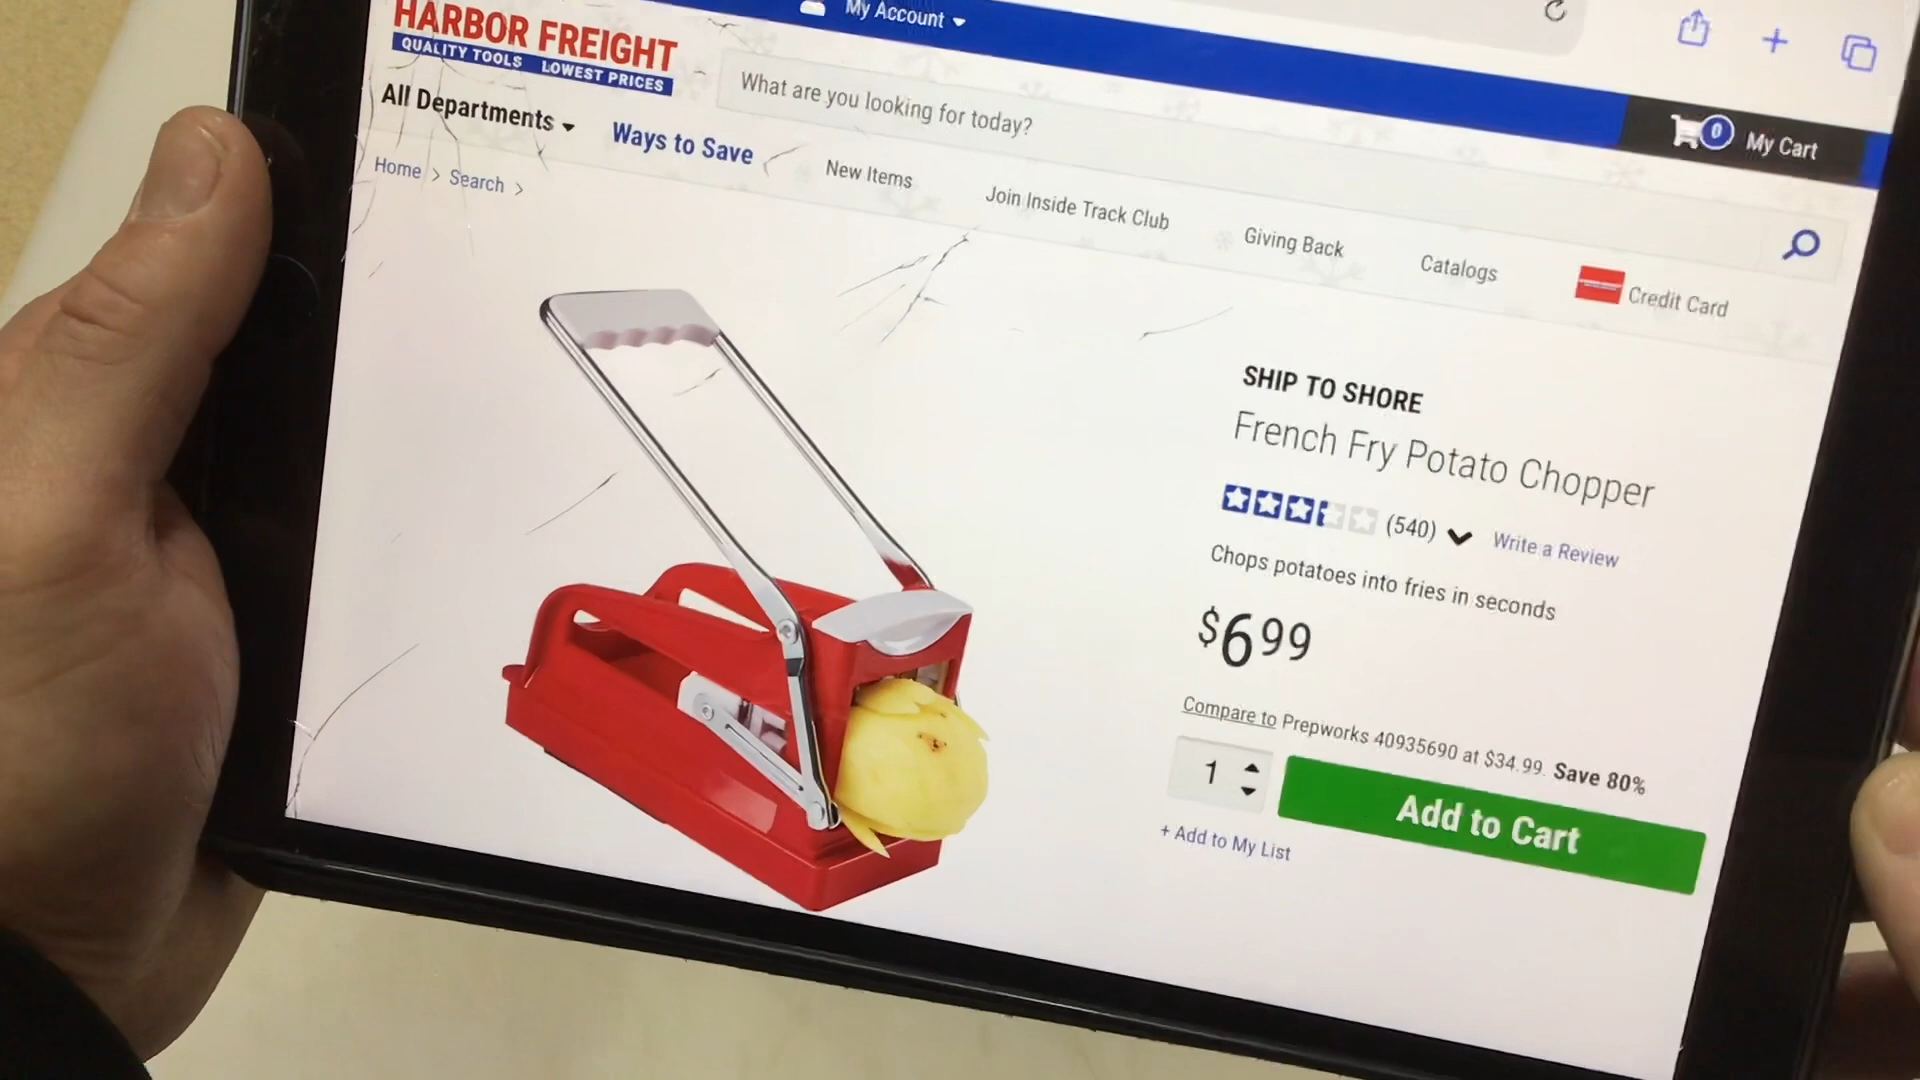 My Account
HARBOR FREIGHT
QUALITY TOOLS LOWEST PRICES
What are you looking for today?
0 My Cart
All Departments
Ways to Save
New Items
Join Inside Track Club
Giving Back
Catalogs
Credit Card
Home > Search >
SHIP TO SHORE
French Fry Potato Chopper
(540) Write a Review
Chops potatoes into fries in seconds
$6.99
Compare to Prepworks 40935690 at $34.99. Save 80%
1
Add to Cart
+ Add to My List